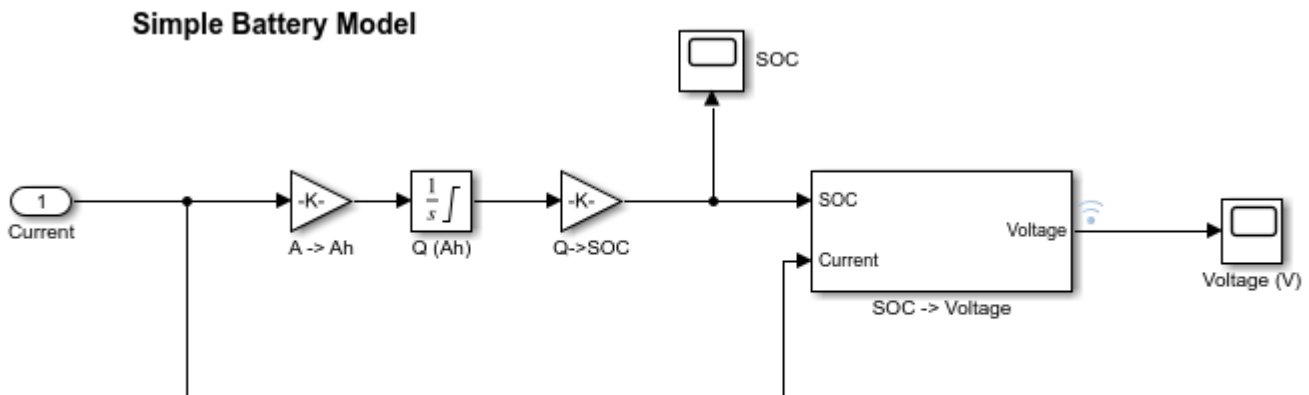 Simple Battery Model
SOC
1
Current
-K-
A -> Ah
1
s
Q (Ah)
-K-
Q->SOC
SOC
Current
Voltage
SOC -> Voltage
Voltage (V)